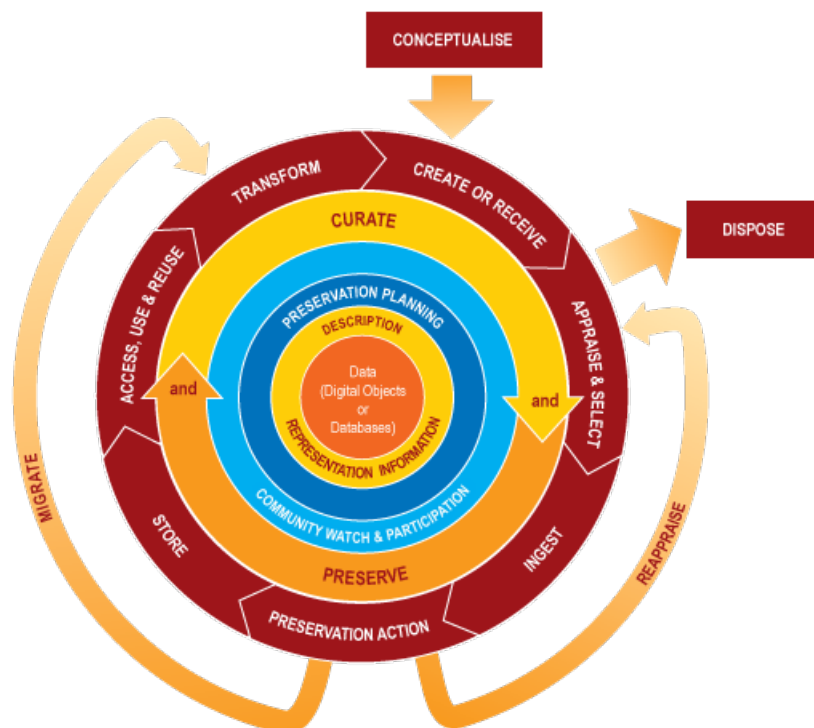 CONCEPTUALISE
TRANSFORM
CREATE OR RECEIVE
DISPOSE
CURATE
ACCESS, USE & REUSE
APPRAISE & SELECT
PRESERVATION PLANNING
DESCRIPTION
Data
(Digital Objects
or
Databases)
and
and
REPRESENTATION INFORMATION
COMMUNITY WATCH & PARTICIPATION
MIGRATE
STORE
INGEST
REAPPRAISE
PRESERVE
PRESERVATION ACTION